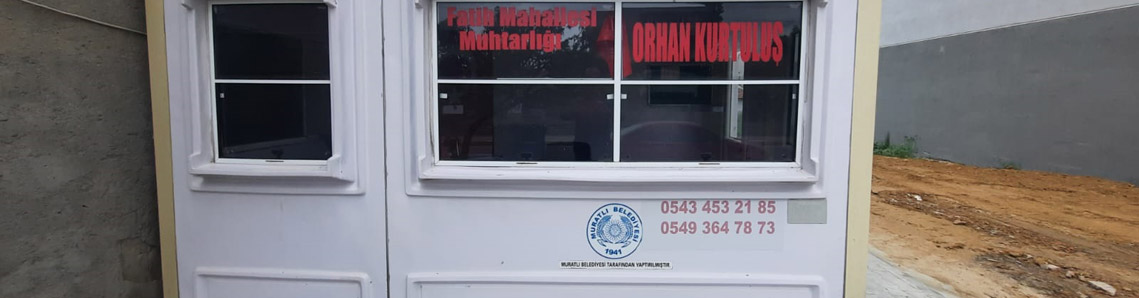 Fatih Mahallesi
Muhtarlığı
ORHAN KURTULUŞ
0543 453 21 85
0549 364 78 73
MURATLI BELEDİYESİ
1941
MURATLI BELEDİYESİ TARAFINDAN YAPTIRILMIŞTIR